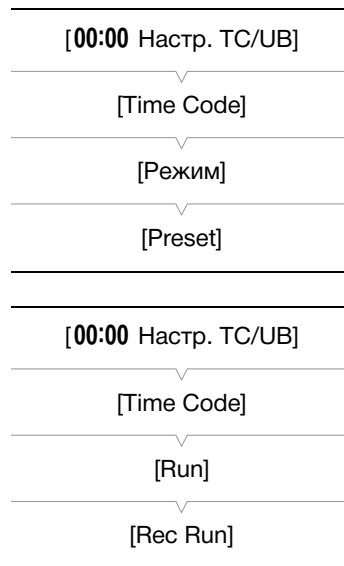 [00:00 Настр. TC/UB]
[Time Code]
[Режим]
[Preset]
[00:00 Настр. TC/UB]
[Time Code]
[Run]
[Rec Run]